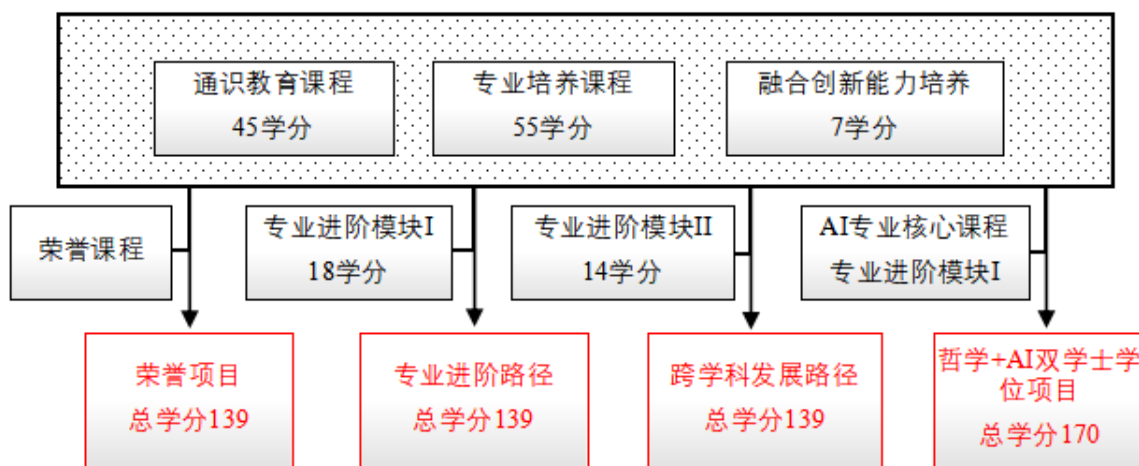 通识教育课程
45学分
专业培养课程
55学分
融合创新能力培养
7学分
荣誉课程
专业进阶模块I
18学分
专业进阶模块II
14学分
AI专业核心课程
专业进阶模块I
荣誉项目
总学分139
专业进阶路径
总学分139
跨学科发展路径
总学分139
哲学+AI双学士学
位项目
总学分170